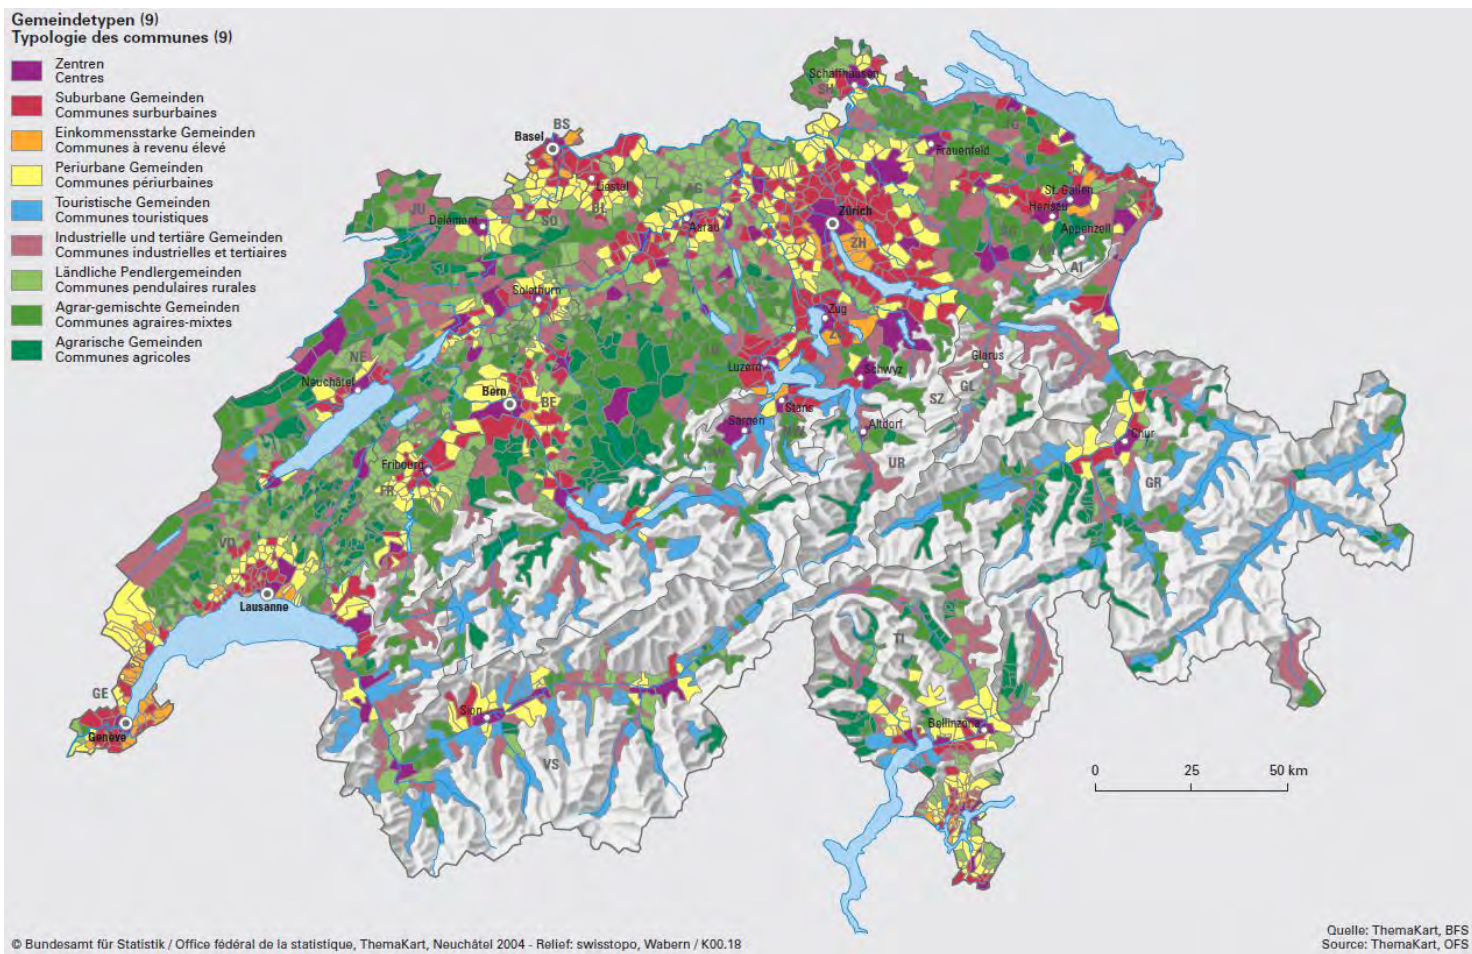 Gemeindetypen (9)
Typologie des communes (9)
Zentren
Centres
Suburbane Gemeinden
Communes surburbaines
Einkommensstarke Gemeinden
Communes à revenu élevé
Periurbane Gemeinden
Communes périurbaines
Touristische Gemeinden
Communes touristiques
Industrielle und tertiäre Gemeinden
Communes industrielles et tertiaires
Ländliche Pendlergemeinden
Communes pendulaires rurales
Agrar-gemischte Gemeinden
Communes agraires-mixtes
Agrarische Gemeinden
Communes agricoles
Schaffhausen
SH
BS
Basel
TG
Frauenfeld
Liestal
AG
St. Gallen
Herisau
JU
BL
Delémont
SO
Aarau
Zürich
Appenzell
SG
AR
ZH
AI
Solothurn
Zug
ZG
NE
LU
Glarus
Neuchâtel
Luzern
Schwyz
Bern
BE
GL
SZ
Stans
Sarnen
Altdorf
NW
Chur
OW
Fribourg
UR
FR
GR
VD
Lausanne
TI
GE
Sion
Bellinzona
Genève
VS
0 25 50 km
© Bundesamt für Statistik / Office fédéral de la statistique, ThemaKart, Neuchâtel 2004 - Relief: swisstopo, Wabern / K00.18
Quelle: ThemaKart, BFS
Source: ThemaKart, OFS